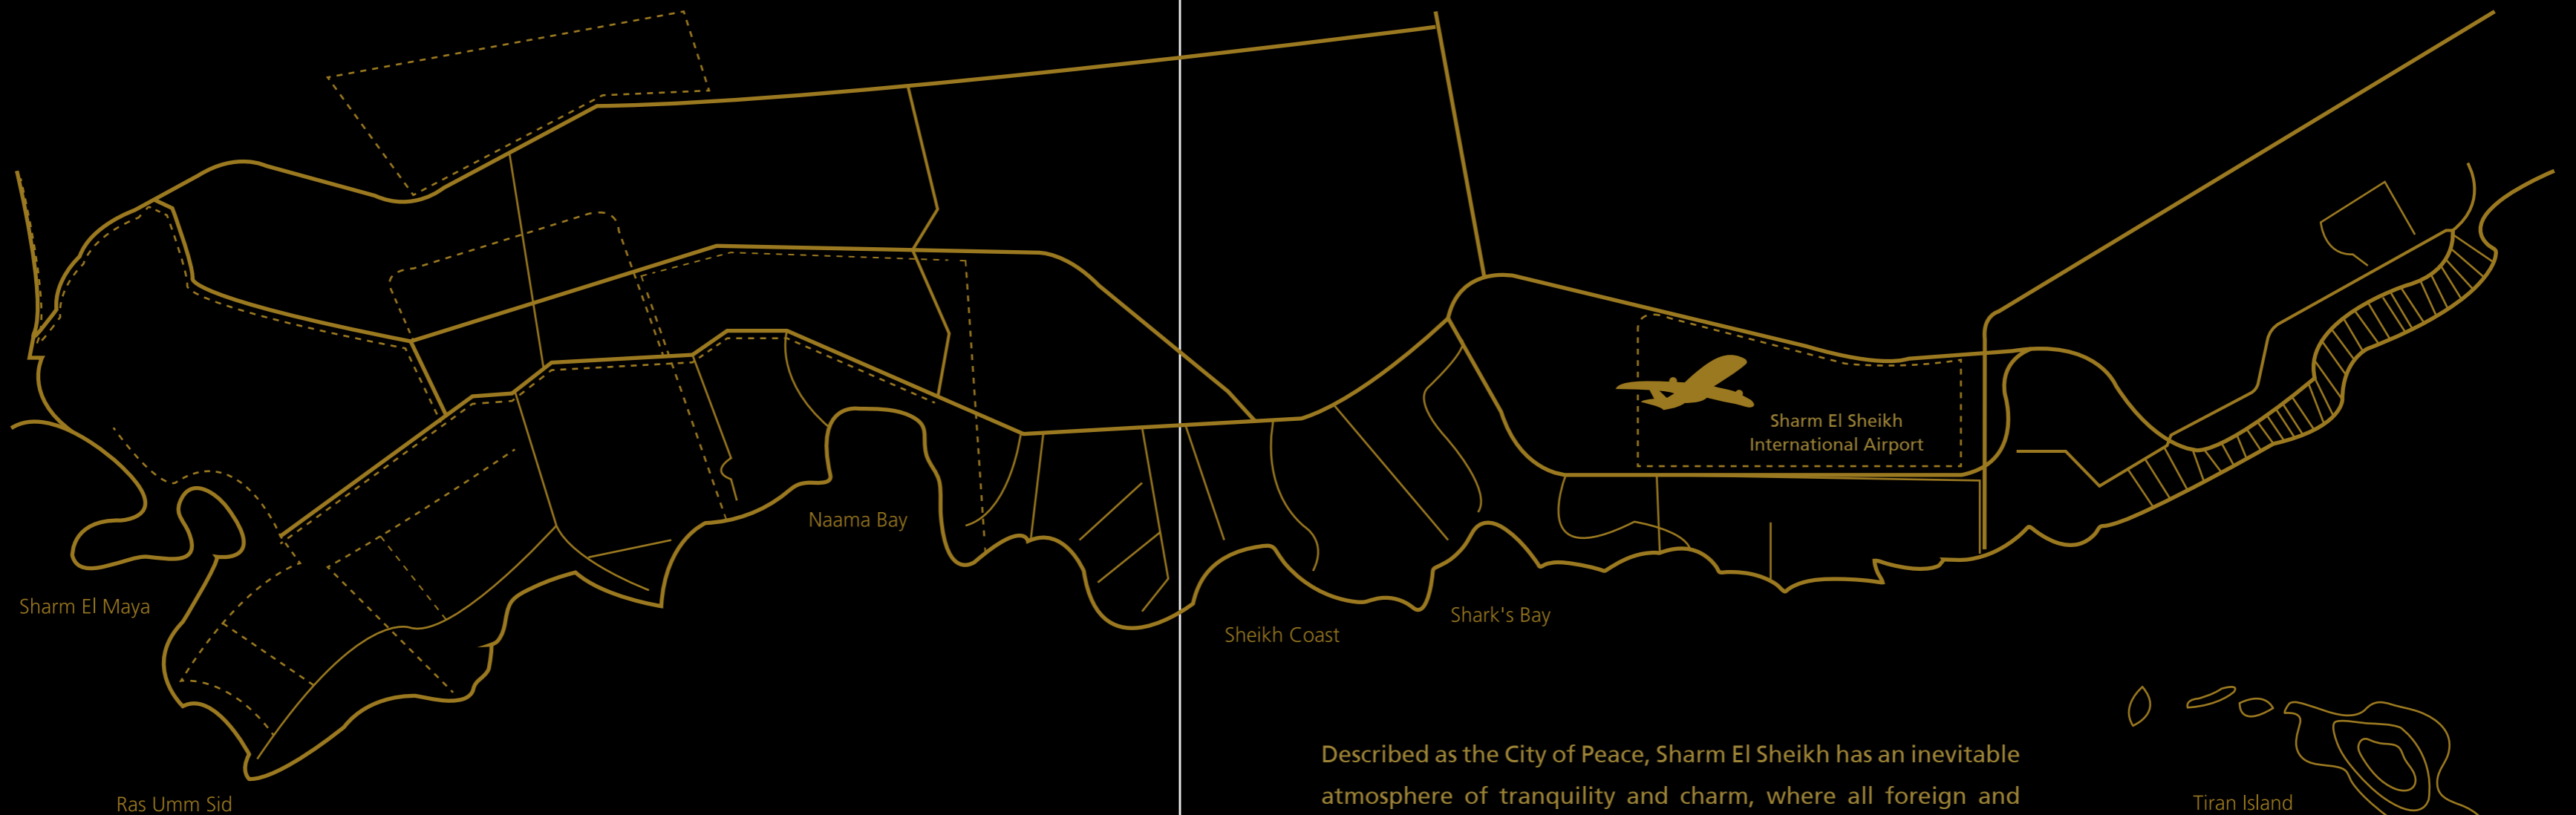 Sharm El Sheikh
International Airport
Naama Bay
Sharm El Maya
Shark's Bay
Sheikh Coast
Described as the City of Peace, Sharm El Sheikh has an inevitable
atmosphere of tranquility and charm, where all foreign and
Ras Umm Sid
Tiran Island